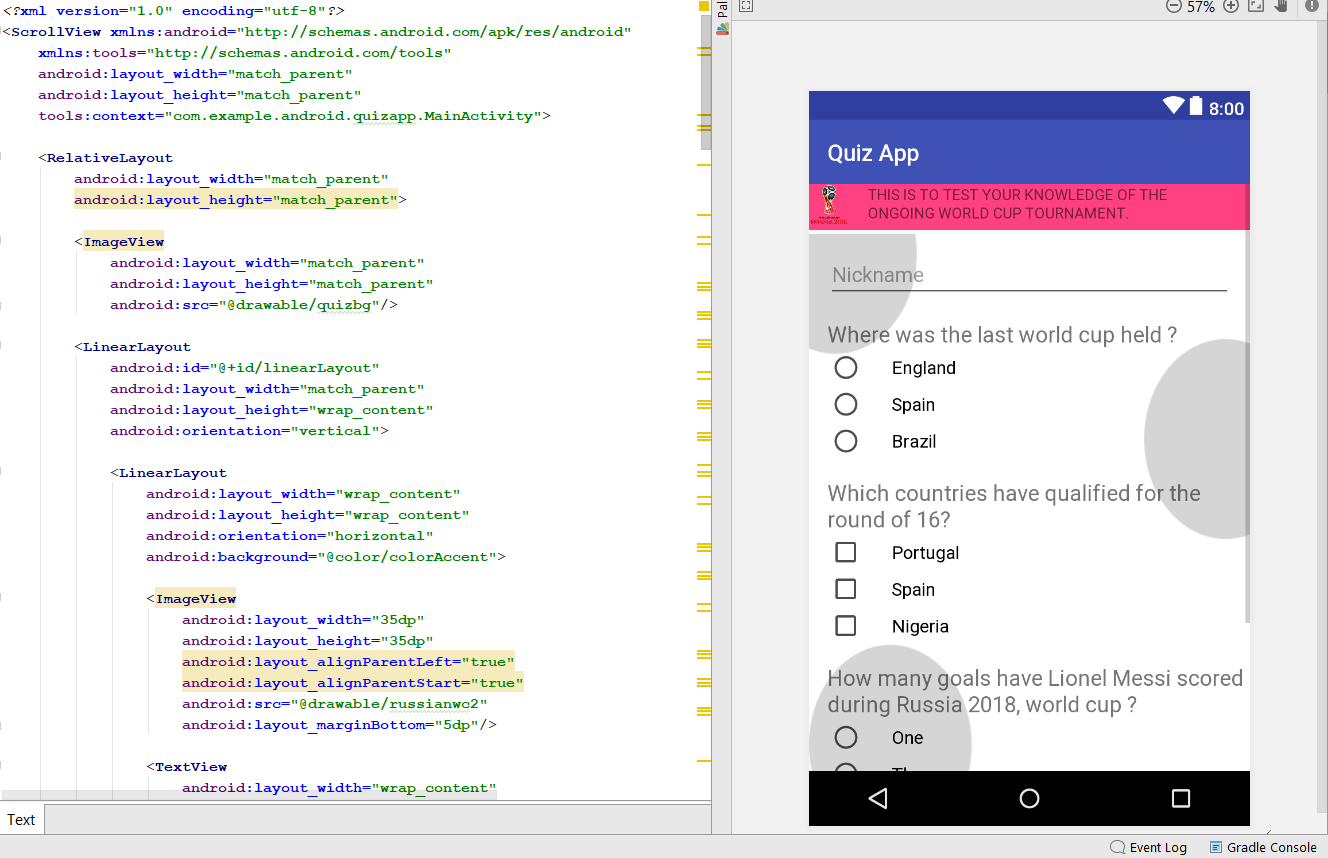 <?xml version="1.0" encoding="utf-8"?>
<ScrollView xmlns:android="http://schemas.android.com/apk/res/android"
    xmlns:tools="http://schemas.android.com/tools"
    android:layout_width="match_parent"
    android:layout_height="match_parent"
    tools:context="com.example.android.quizapp.MainActivity">
    <RelativeLayout
        android:layout_width="match_parent"
        android:layout_height="match_parent">
        <ImageView
            android:layout_width="match_parent"
            android:layout_height="match_parent"
            android:src="@drawable/quizbg"/>
        <LinearLayout
            android:id="@+id/linearLayout"
            android:layout_width="match_parent"
            android:layout_height="wrap_content"
            android:orientation="vertical">
            <LinearLayout
                android:layout_width="wrap_content"
                android:layout_height="wrap_content"
                android:orientation="horizontal"
                android:background="@color/colorAccent">
                <ImageView
                    android:layout_width="35dp"
                    android:layout_height="35dp"
                    android:layout_alignParentLeft="true"
                    android:layout_alignParentStart="true"
                    android:src="@drawable/russianwc2"
                    android:layout_marginBottom="5dp"/>
                <TextView
                    android:layout_width="wrap_content"
Text
57%
8:00
Quiz App
THIS IS TO TEST YOUR KNOWLEDGE OF THE
ONGOING WORLD CUP TOURNAMENT.
Nickname
Where was the last world cup held ?
England
Spain
Brazil
Which countries have qualified for the
round of 16?
Portugal
Spain
Nigeria
How many goals have Lionel Messi scored
during Russia 2018, world cup ?
One
Event Log
Gradle Console